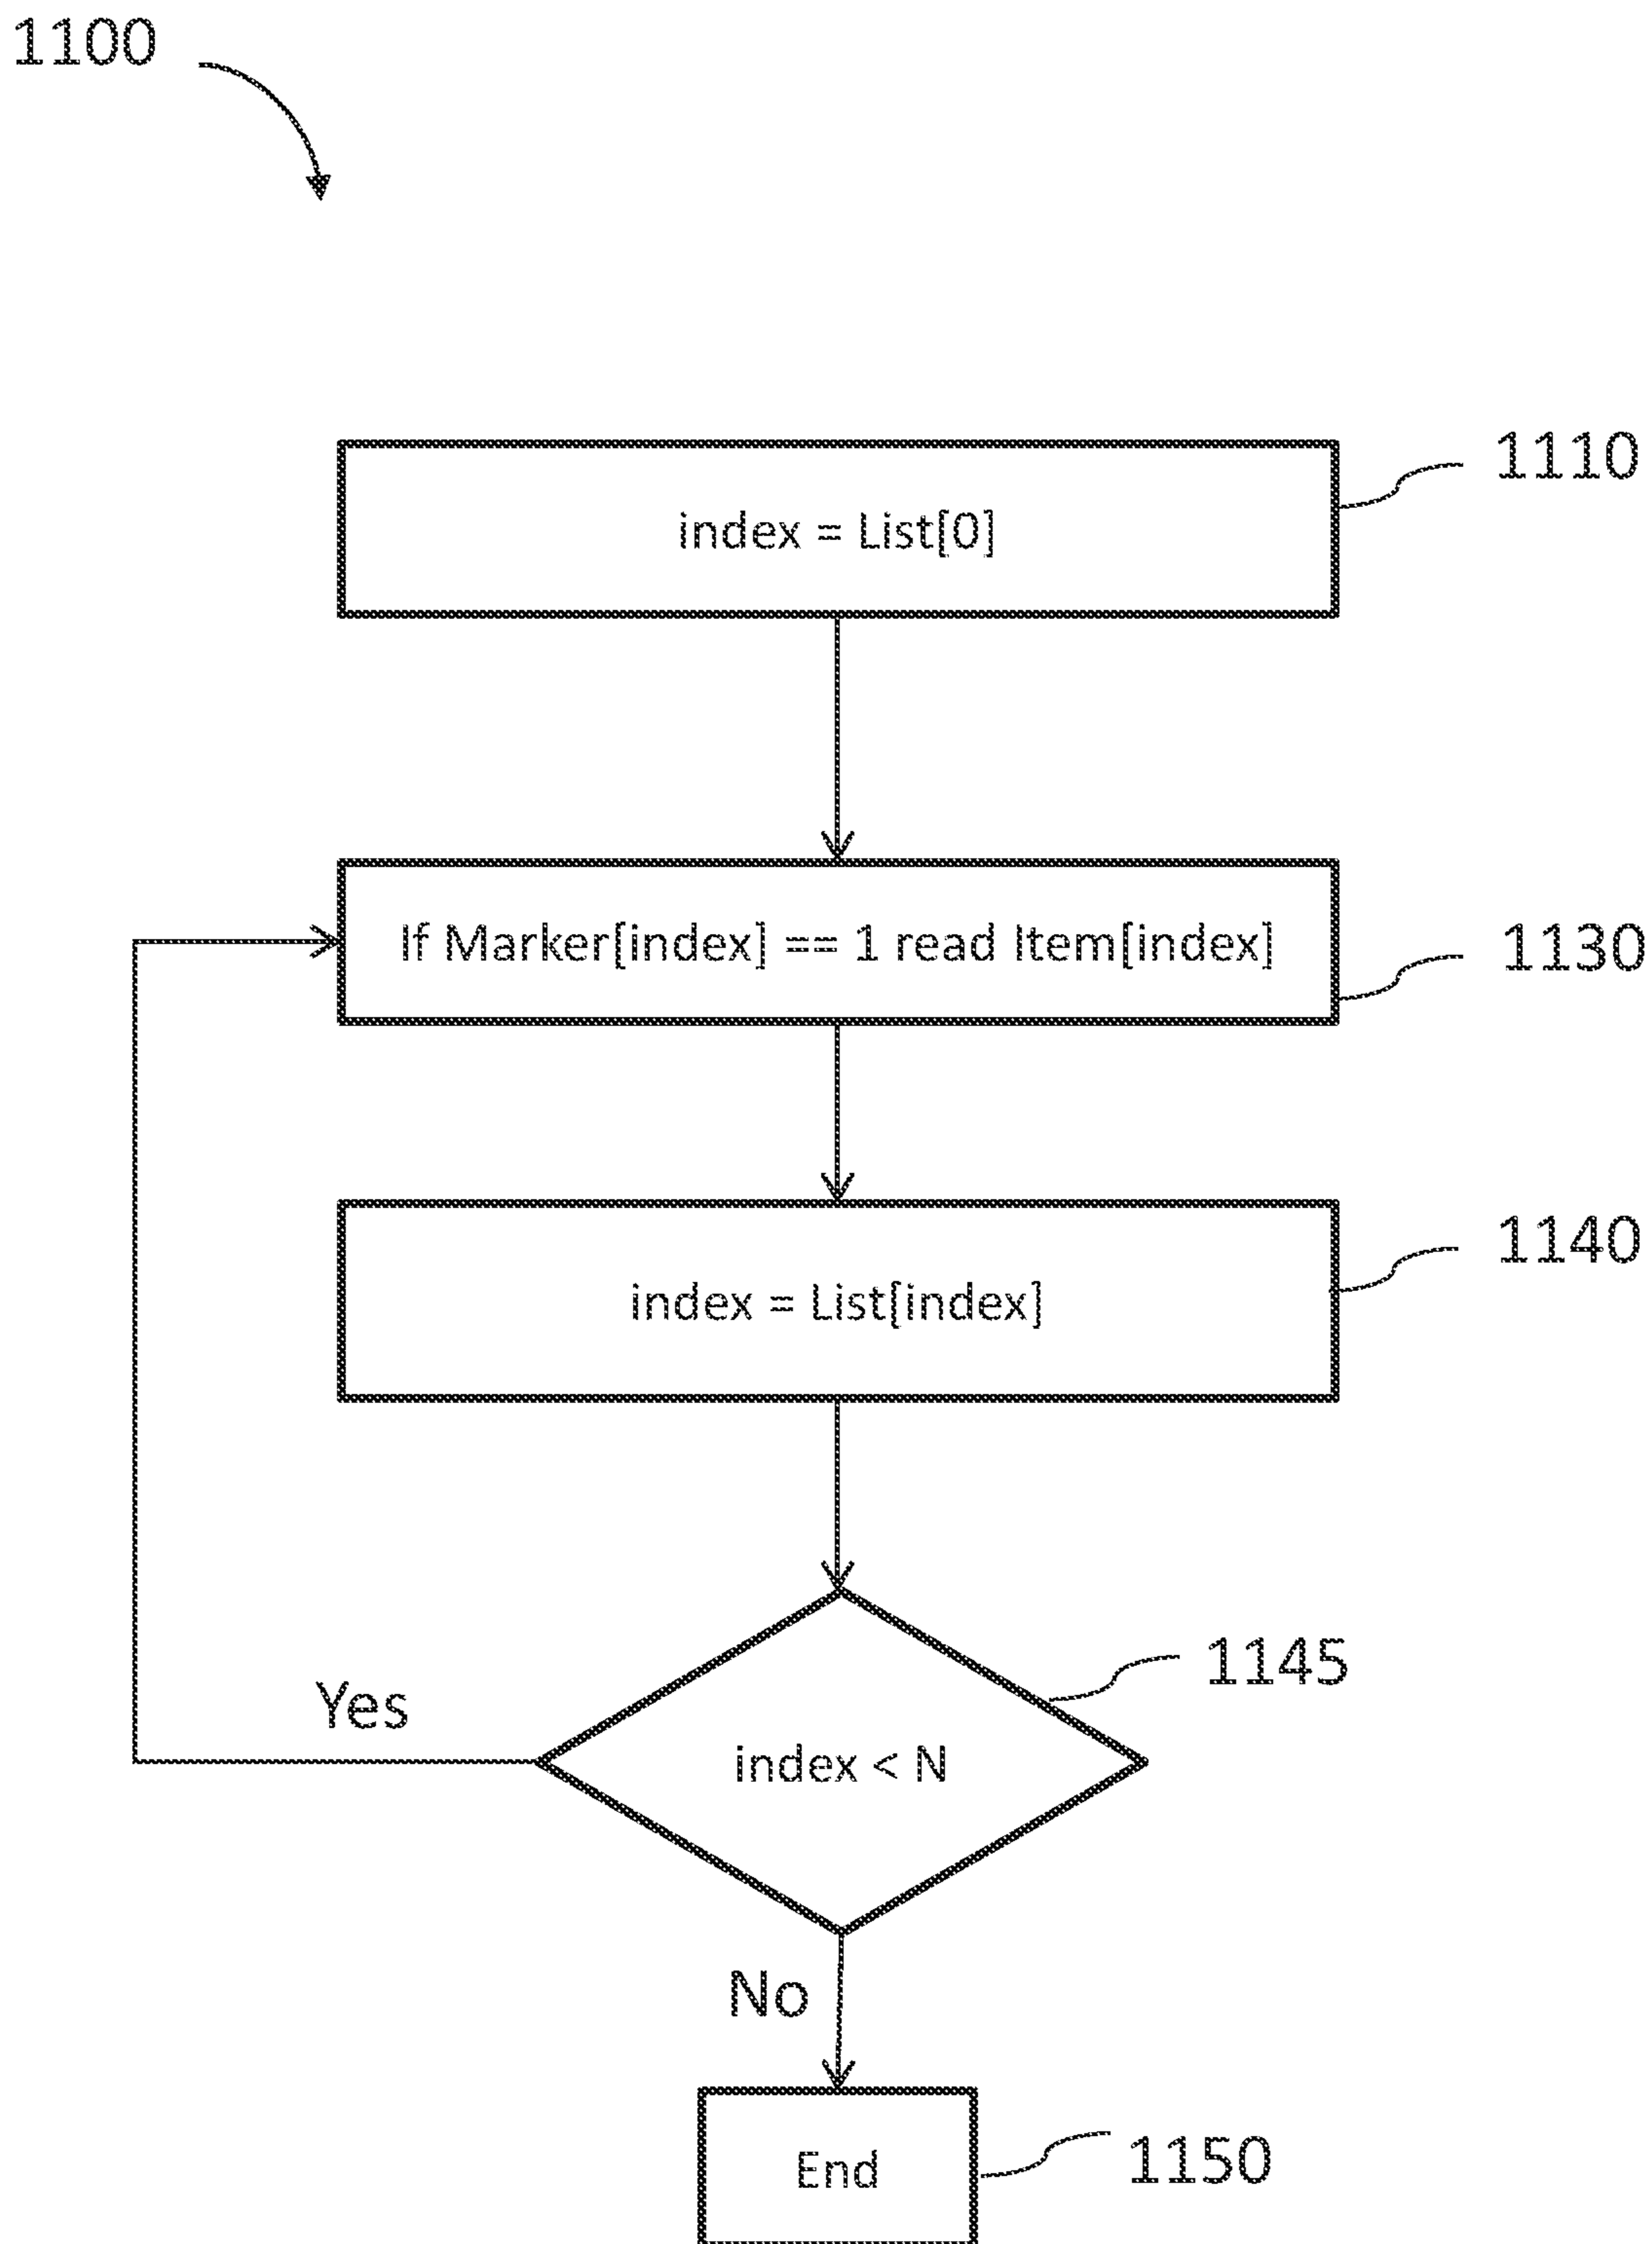 1100
index = List[0]
1110
If Marker[index] == 1 read Item[index]
1130
index = List[index]
1140
1145
Yes
index < N
No
End
1150